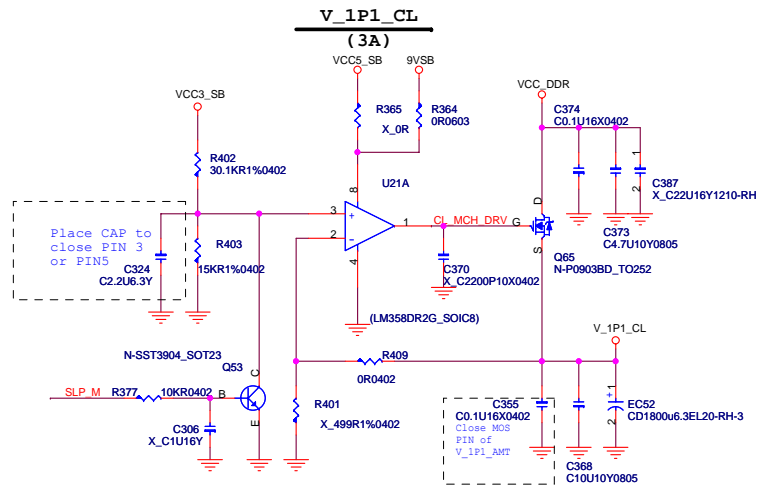 V_1P1_CL
(3A)
VCC5_SB
9VSB
VCC3_SB
VCC_DDR
R365
X_0R
R364
0R0603
C374
C0.1U16X0402
R402
30.1KR1%0402
U21A
8
3
+
2
-
1
4
CL_MCH_DRV
G
D
S
1
2
C387
X_C22U16Y1210-RH
C373
C4.7U10Y0805
Place CAP to
close PIN 3
or PIN5
R403
15KR1%0402
C324
C2.2U6.3Y
C370
X_C2200P10X0402
Q65
N-P0903BD_TO252
(LM358DR2G_SOIC8)
V_1P1_CL
N-SST3904_SOT23
Q53
R409
0R0402
SLP_M
R377
10KR0402
B
C
E
R401
X_499R1%0402
C306
X_C1U16Y
C355
C0.1U16X0402
Close MOS
PIN of
V_1P1_AMT
+
1
2
EC52
CD1800u6.3EL20-RH-3
C368
C10U10Y0805